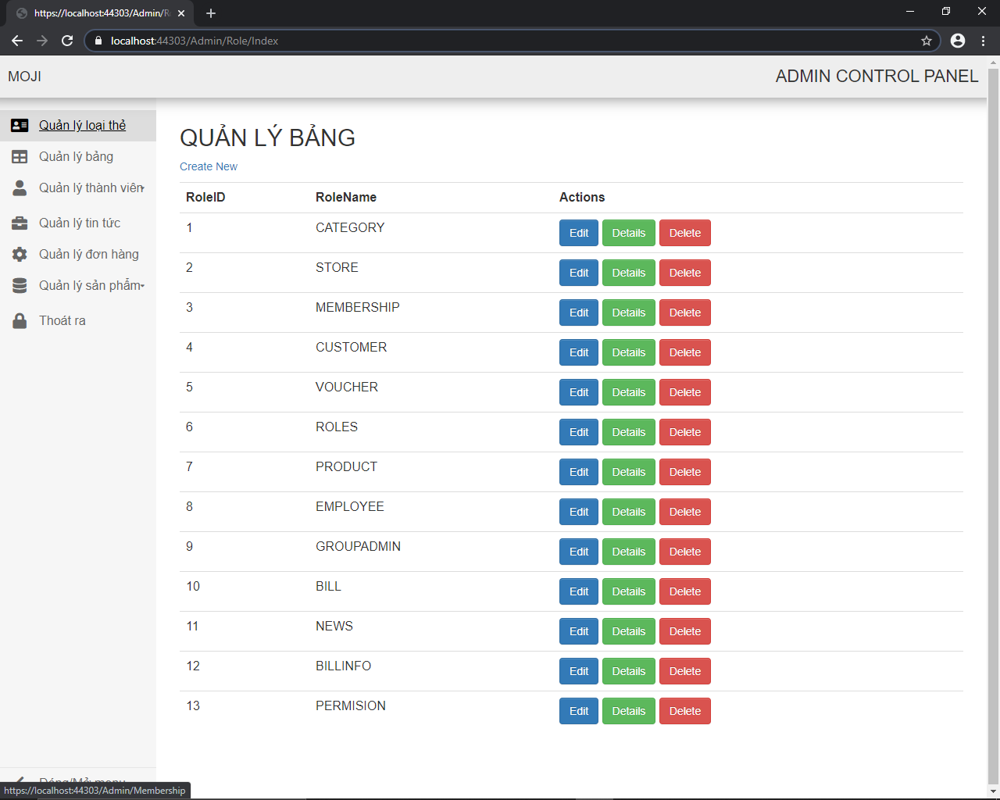 https://localhost:44303/Admin/R
localhost:44303/Admin/Role/Index
MOJI
ADMIN CONTROL PANEL
Quản lý loại thẻ
Quản lý bảng
Quản lý thành viên
Quản lý tin tức
Quản lý đơn hàng
Quản lý sản phẩm
Thoát ra
QUẢN LÝ BẢNG
Create New
RoleID RoleName Actions
1 CATEGORY Edit Details Delete
2 STORE Edit Details Delete
3 MEMBERSHIP Edit Details Delete
4 CUSTOMER Edit Details Delete
5 VOUCHER Edit Details Delete
6 ROLES Edit Details Delete
7 PRODUCT Edit Details Delete
8 EMPLOYEE Edit Details Delete
9 GROUPADMIN Edit Details Delete
10 BILL Edit Details Delete
11 NEWS Edit Details Delete
12 BILLINFO Edit Details Delete
13 PERMISION Edit Details Delete
Đóng/Mở menu
https://localhost:44303/Admin/Membership